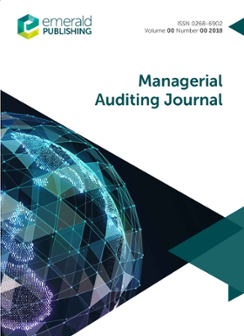 emerald
PUBLISHING
ISSN 0268-6902
Volume 00 Number 00 2018
Managerial
Auditing Journal